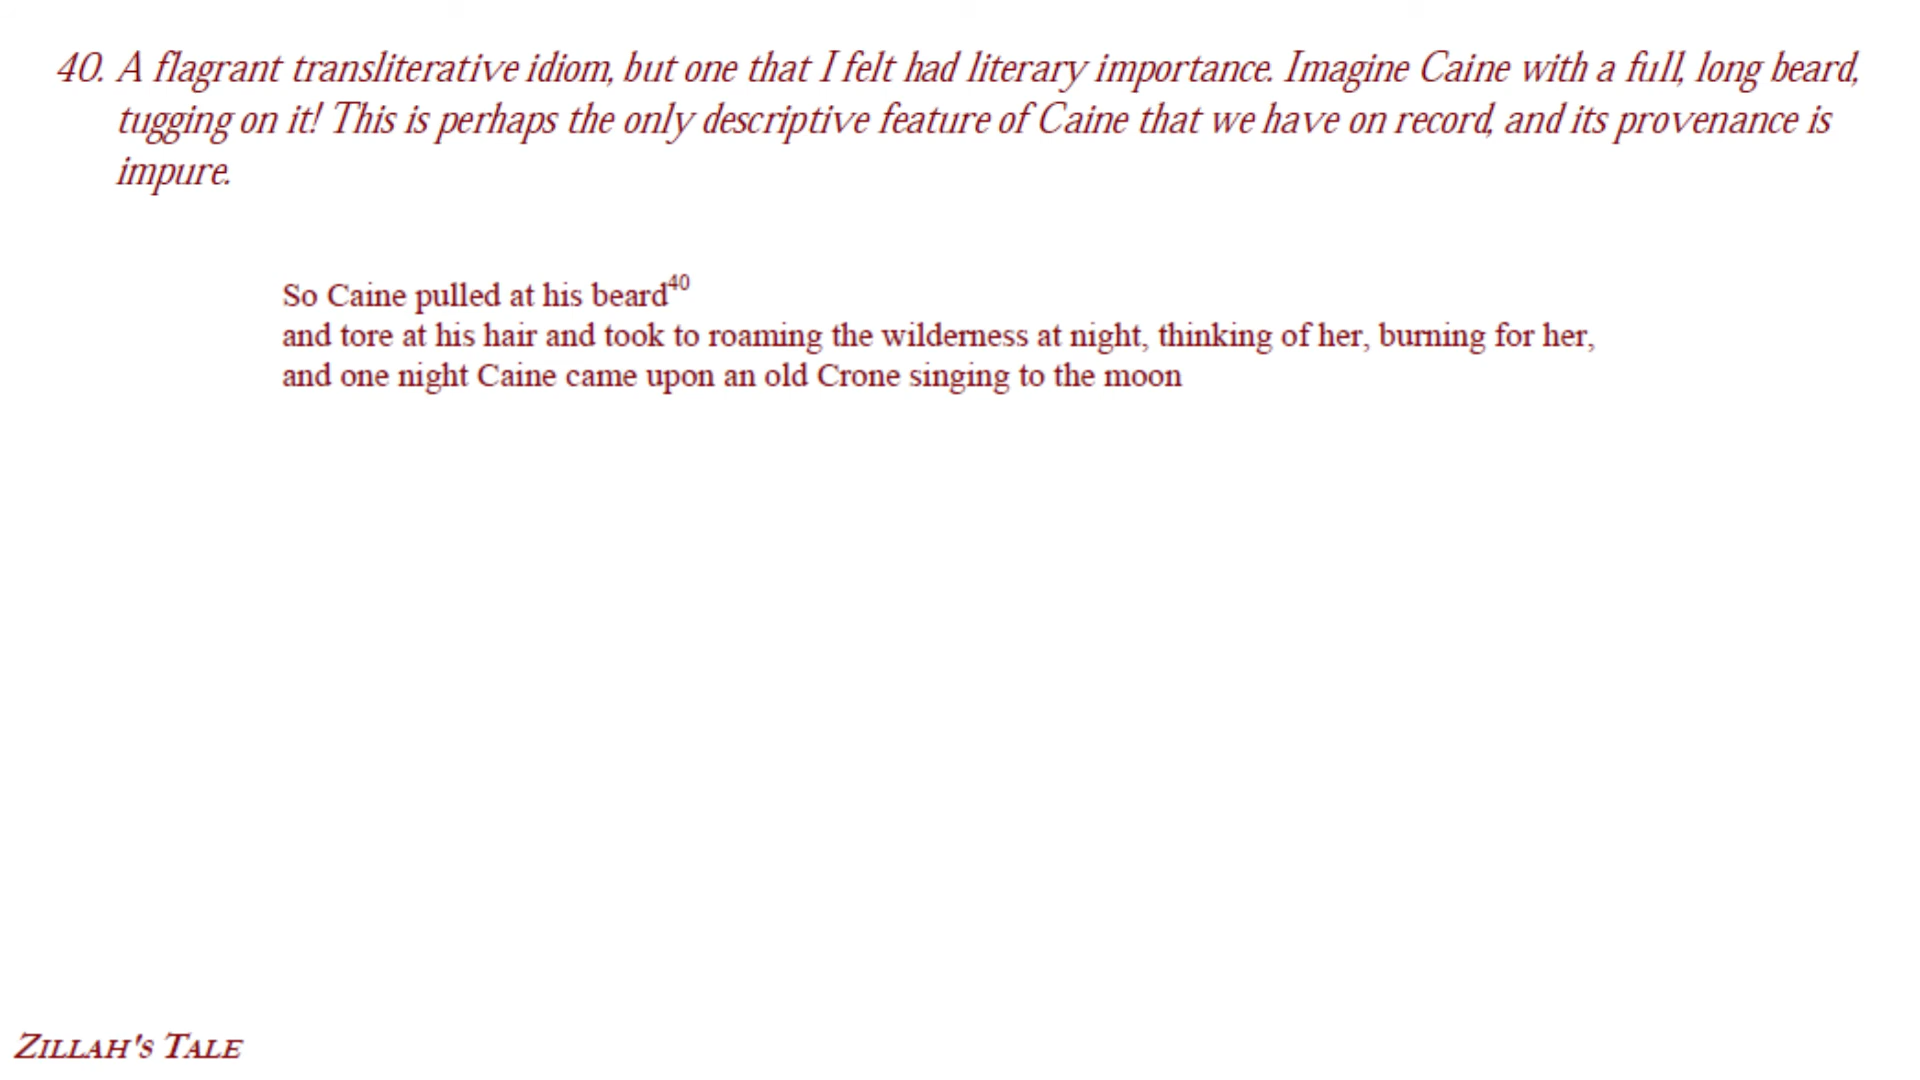 40. A flagrant transliterative idiom, but one that I felt had literary importance. Imagine Caine with a full, long beard,
tugging on it! This is perhaps the only descriptive feature of Caine that we have on record, and its provenance is
impure.
So Caine pulled at his beard40
and tore at his hair and took to roaming the wilderness at night, thinking of her, burning for her,
and one night Caine came upon an old Crone singing to the moon
ZILLAH'S TALE